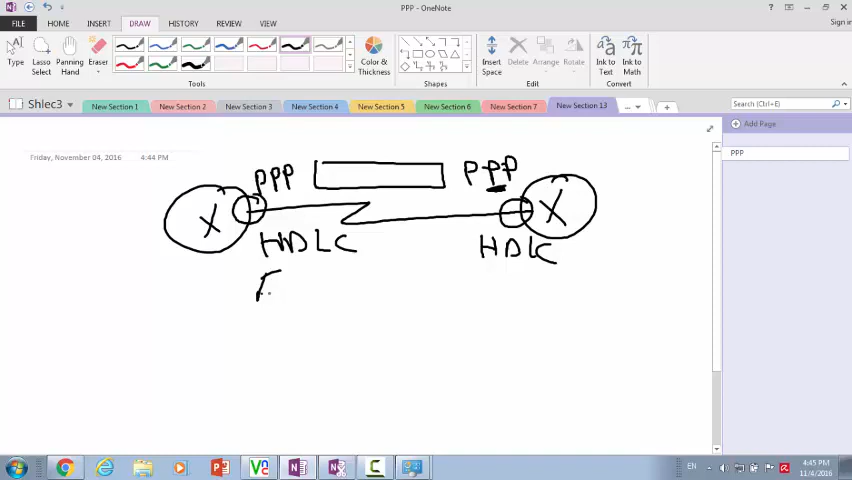 PPP - OneNote
FILE HOME INSERT DRAW HISTORY REVIEW VIEW
Sign in
Type Lasso Select Panning Hand Eraser Color & Thickness Insert Space Delete Arrange Rotate Ink to Text Ink to Math
Tools Shapes Edit Convert
Shlec3 New Section 1 New Section 2 New Section 3 New Section 4 New Section 5 New Section 6 New Section 7 New Section 13 ... Search (Ctrl+E)
Add Page
Friday, November 04, 2016 4:44 PM
PPP
PPP PPP
X X
HDLC HDLC
EN 4:45 PM
11/4/2016